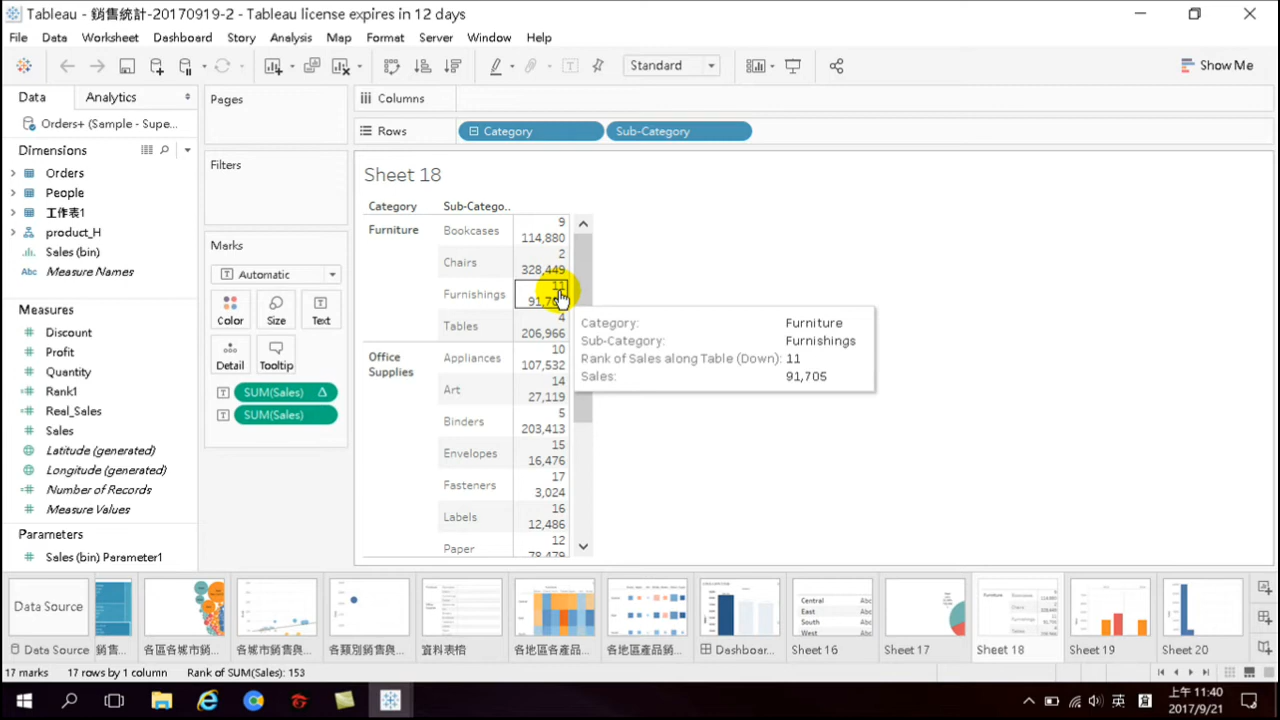 Tableau - 銷售統計-20170919-2 - Tableau license expires in 12 days
File Data Worksheet Dashboard Story Analysis Map Format Server Window Help
Standard
Show Me
Data Analytics
Pages
Columns
Orders+ (Sample - Supe...
Rows Category Sub-Category
Dimensions
Filters
Orders
People
工作表1
product_H
Sales (bin)
Measure Names
Measures
Discount
Profit
Quantity
Rank1
Real_Sales
Sales
Latitude (generated)
Longitude (generated)
Number of Records
Measure Values
Parameters
Sales (bin) Parameter1
Marks
Automatic
Color Size Text
Detail Tooltip
SUM(Sales)
SUM(Sales)
Sheet 18
Category Sub-Catego..
Furniture Bookcases 9
114,880
Chairs 2
328,449
Furnishings 11
Tables 4
206,966
Office Supplies Appliances 10
107,532
Art 14
27,119
Binders 5
203,413
Envelopes 15
16,476
Fasteners 17
3,024
Labels 16
12,486
Paper 12
78,479
Category: Furniture
Sub-Category: Furnishings
Rank of Sales along Table (Down): 11
Sales: 91,705
Data Source
Central Abc
East Abc
South Abc
West Abc
Data Source 銷售... 各區各城市銷... 各城市銷售與... 各類別銷售與... 資料表格 各地區各產品... 各地區產品銷... Dashboar... Sheet 16 Sheet 17 Sheet 18 Sheet 19 Sheet 20
17 marks 17 rows by 1 column Rank of SUM(Sales): 153
英
上午 11:40
2017/9/21